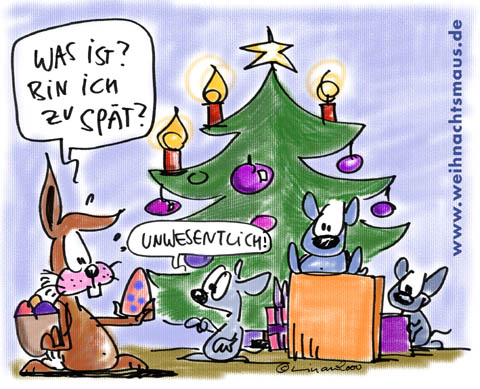 WAS IST?
BIN ICH
ZU SPÄT?
UNWESENTLICH!
www.weihnachtsmaus.de